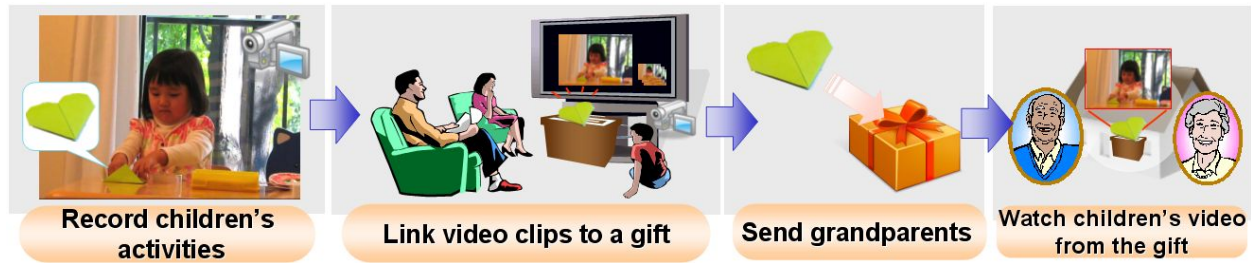 Record children's
activities
Link video clips to a gift
Send grandparents
Watch children's video
from the gift